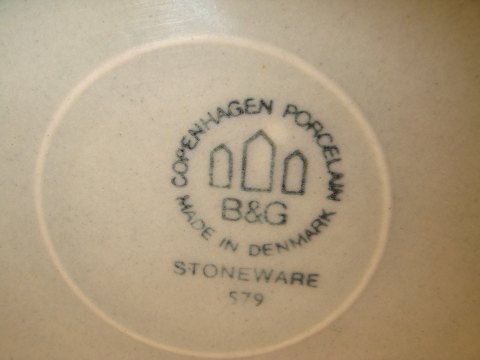 COPENHAGEN PORCELAIN
B&G
MADE IN DENMARK
STONEWARE
579